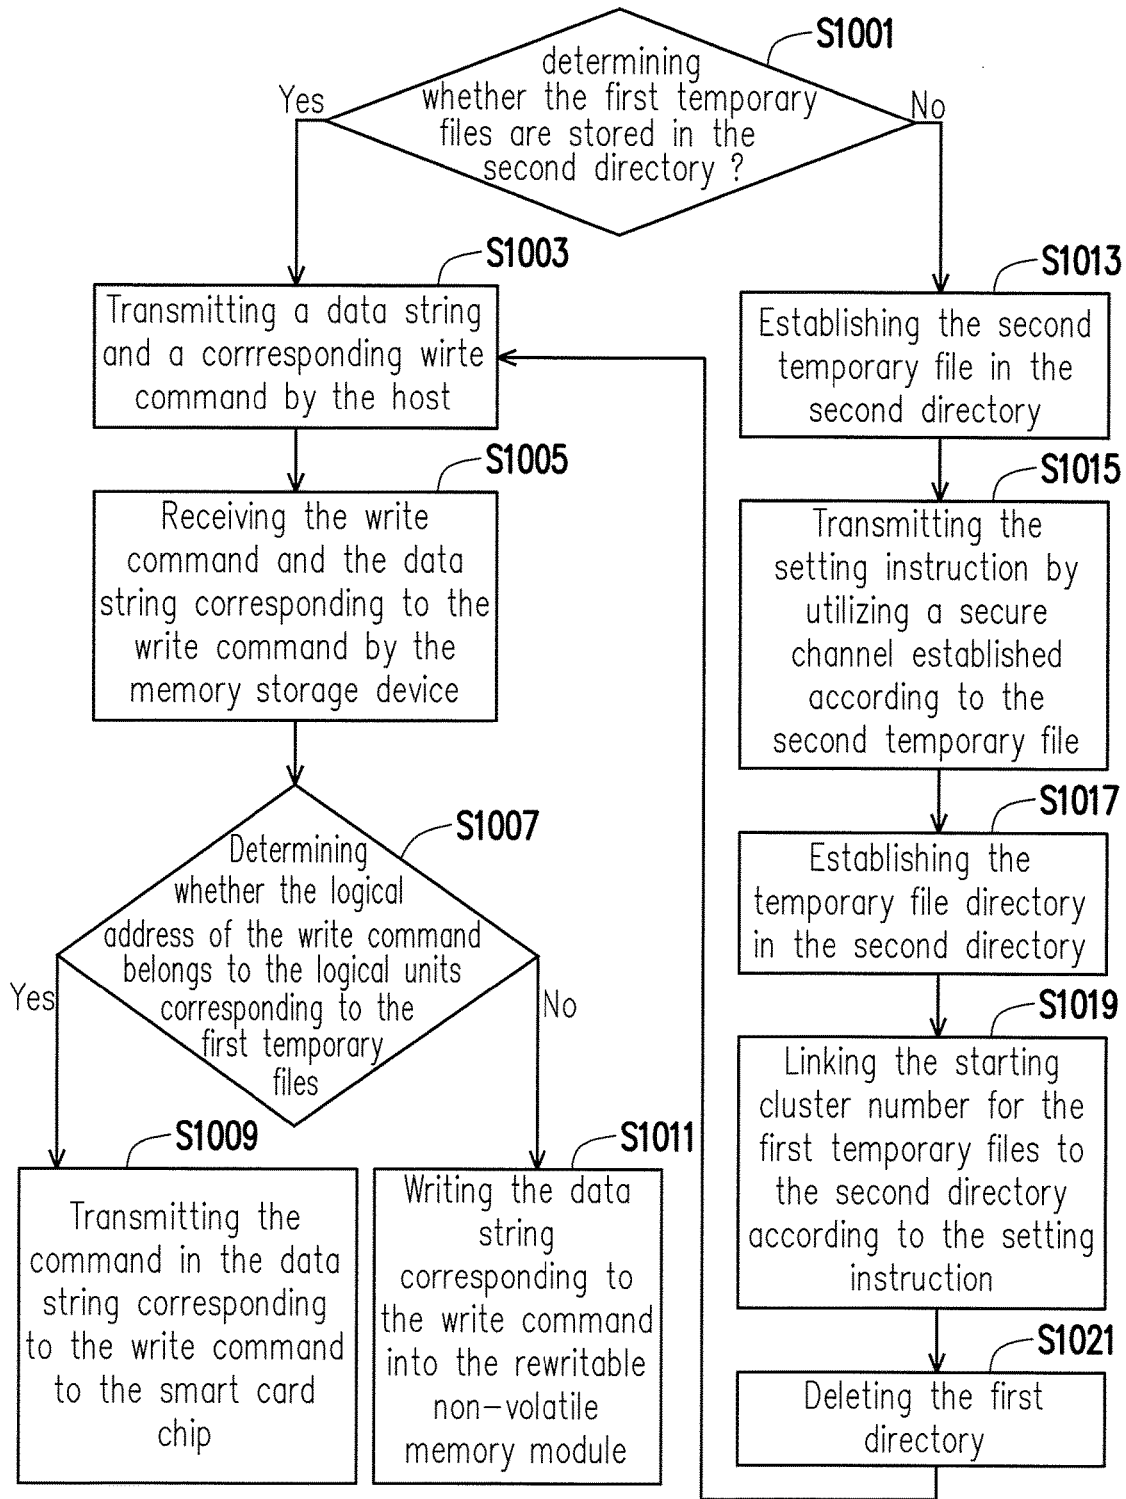 S1001
determining
whether the first temporary
files are stored in the
second directory ?
Yes
No
S1003
Transmitting a data string
and a corrresponding wirte
command by the host
S1005
Receiving the write
command and the data
string corresponding to the
write command by the
memory storage device
S1007
Determining
whether the logical
address of the write command
belongs to the logical units
corresponding to the
first temporary
files
Yes
No
S1009
Transmitting the
command in the data
string corresponding
to the write command
to the smart card
chip
S1011
Writing the data
string
corresponding to
the write command
into the rewritable
non-volatile
memory module
S1013
Establishing the second
temporary file in the
second directory
S1015
Transmitting the
setting instruction by
utilizing a secure
channel established
according to the
second temporary file
S1017
Establishing the
temporary file directory
in the second directory
S1019
Linking the starting
cluster number for the
first temporary files to
the second directory
according to the setting
instruction
S1021
Deleting the first
directory